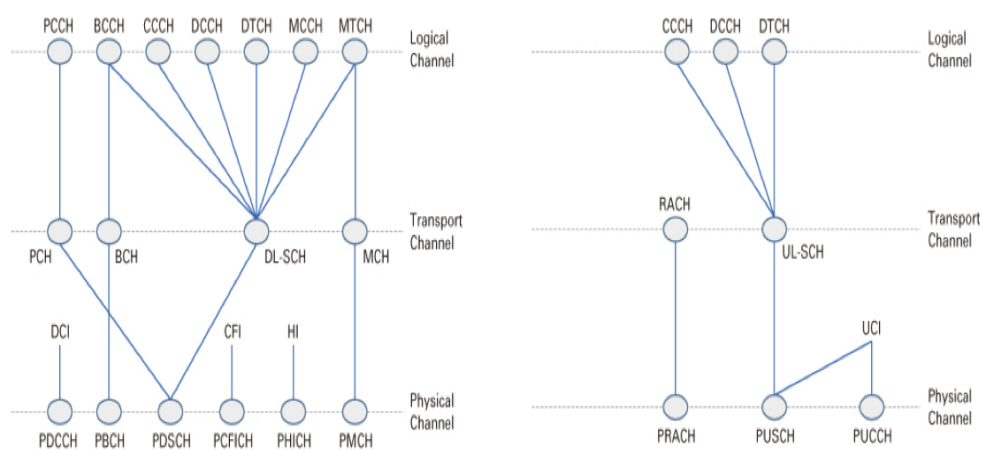 PCCH BCCH CCCH DCCH DTCH MCCH MTCH
Logical
Channel
PCH BCH DL-SCH MCH
Transport
Channel
DCI CFI HI
PDCCH PBCH PDSCH PCFICH PHICH PMCH
Physical
Channel
CCCH DCCH DTCH
Logical
Channel
RACH
UL-SCH
Transport
Channel
UCI
PRACH PUSCH PUCCH
Physical
Channel